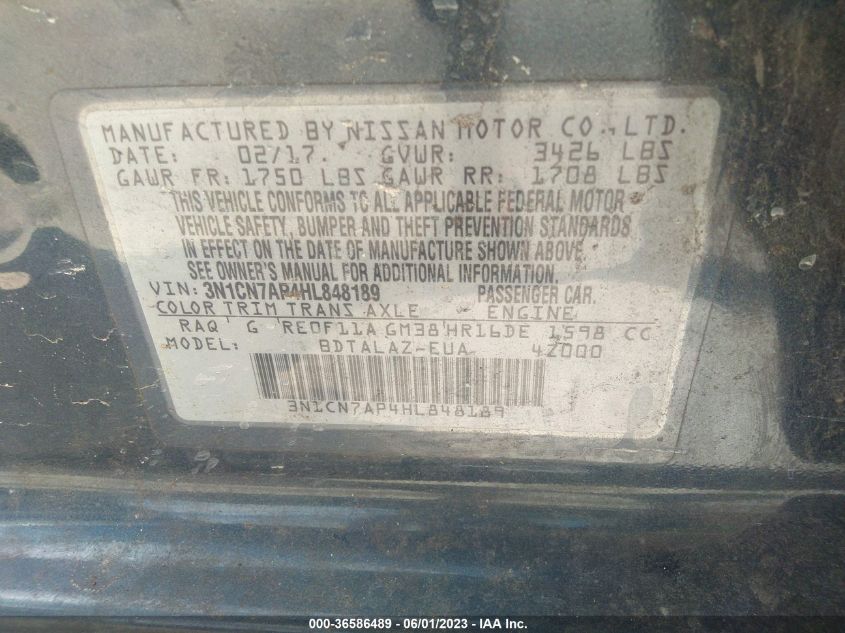 MANUFACTURED BY NISSAN MOTOR CO., LTD.
DATE: 02/17. GVWR: 3426 LBS
GAWR FR: 1750 LBS GAWR RR: 1708 LBS
THIS VEHICLE CONFORMS TO ALL APPLICABLE FEDERAL MOTOR
VEHICLE SAFETY, BUMPER AND THEFT PREVENTION STANDARDS
IN EFFECT ON THE DATE OF MANUFACTURE SHOWN ABOVE.
SEE OWNER'S MANUAL FOR ADDITIONAL INFORMATION.
VIN: 3N1CN7AP4HL848189 PASSENGER CAR.
COLOR TRIM TRANS AXLE ENGINE
RAQ G RE0F11A GM38 HR16DE 1598 CC
MODEL: BDTALAZ-EUA 42000
3N1CN7AP4HL848189
000-36586489 - 06/01/2023 - IAA Inc.